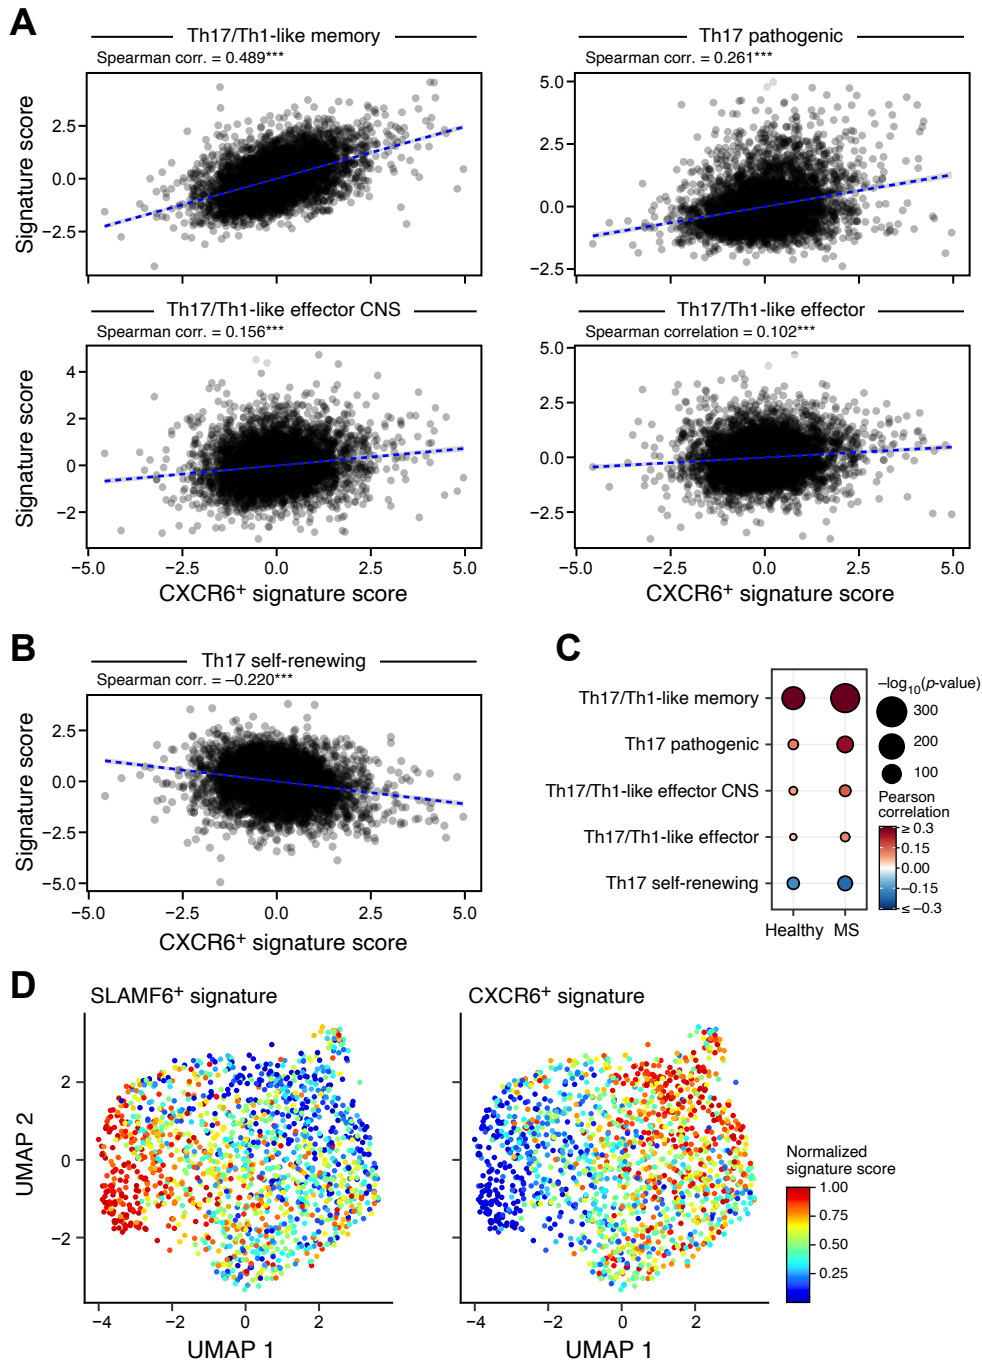 A
Th17/Th1-like memory
Spearman corr. = 0.489***
Signature score
2.5
0.0
−2.5
Th17 pathogenic
Spearman corr. = 0.261***
5.0
2.5
0.0
−2.5
Th17/Th1-like effector CNS
Spearman corr. = 0.156***
Signature score
4
2
0
−2
−5.0 −2.5 0.0 2.5 5.0
CXCR6+ signature score
Th17/Th1-like effector
Spearman correlation = 0.102***
5.0
2.5
0.0
−2.5
−5.0 −2.5 0.0 2.5 5.0
CXCR6+ signature score
B
Th17 self-renewing
Spearman corr. = −0.220***
Signature score
2.5
0.0
−2.5
−5.0
−5.0 −2.5 0.0 2.5 5.0
CXCR6+ signature score
C
Th17/Th1-like memory
Th17 pathogenic
Th17/Th1-like effector CNS
Th17/Th1-like effector
Th17 self-renewing
Healthy MS
−log10(p-value)
300
200
100
Pearson
correlation
≥ 0.3
0.15
0.00
−0.15
≤ −0.3
D
SLAMF6+ signature
UMAP 2
2
0
−2
−4 −2 0 2
UMAP 1
CXCR6+ signature
−4 −2 0 2
UMAP 1
Normalized
signature score
1.00
0.75
0.50
0.25